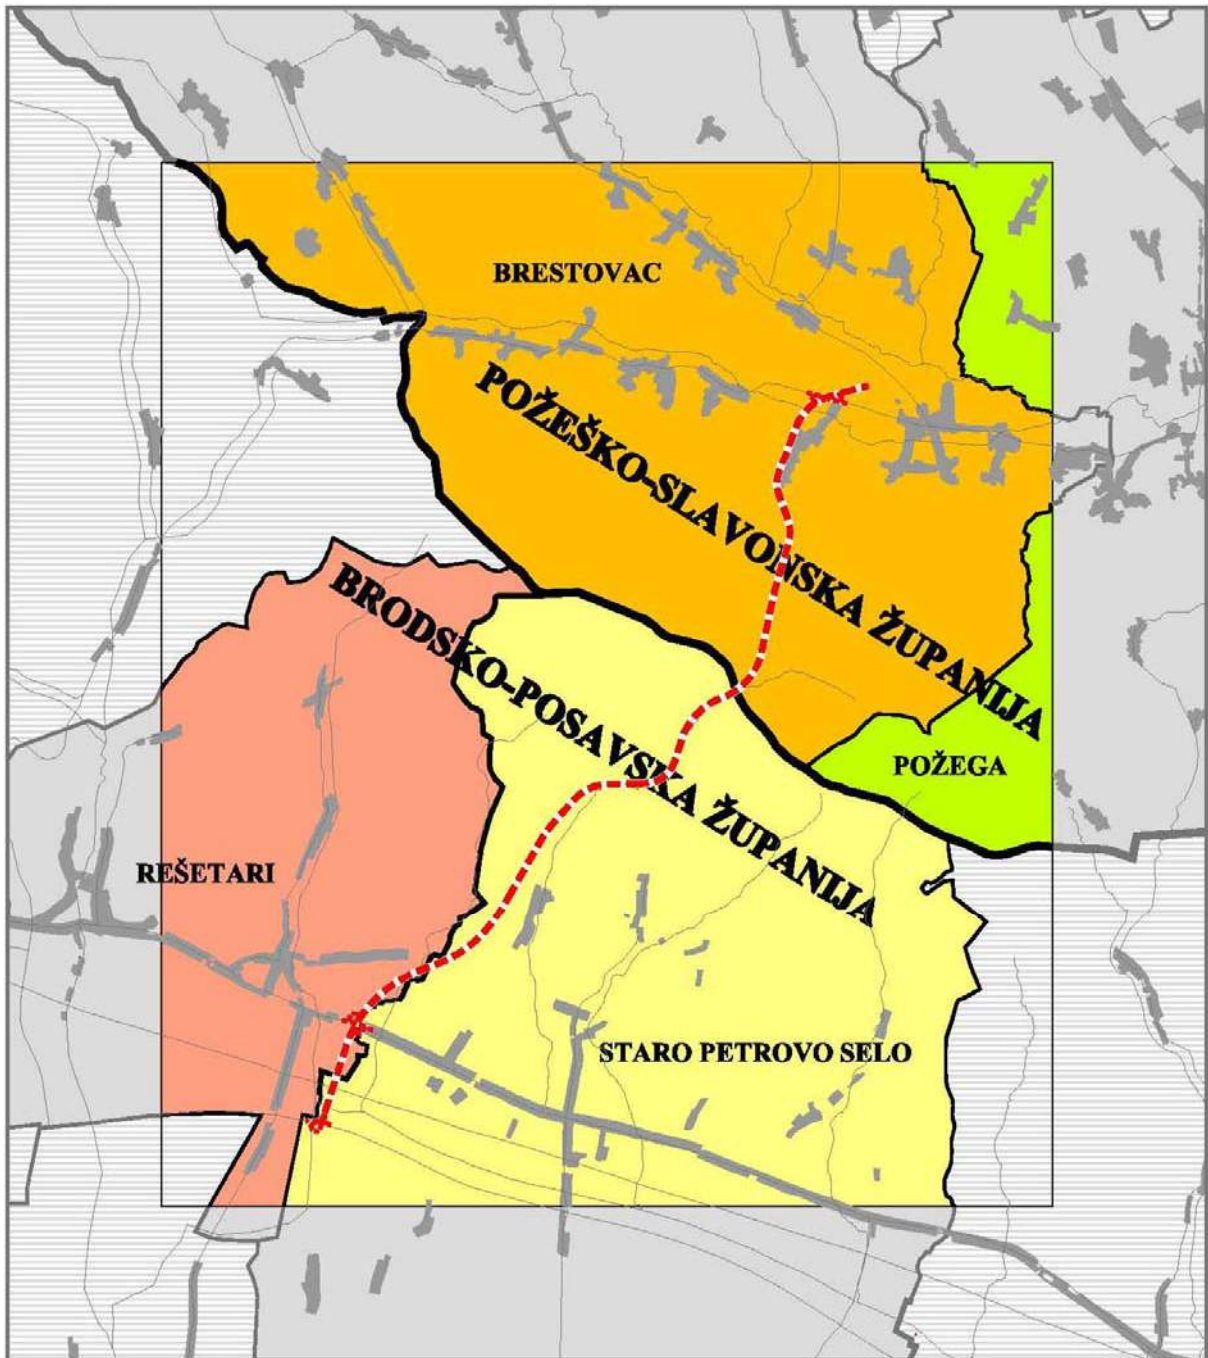 BRESTOVAC
POŽEŠKO-SLAVONSKA ŽUPANIJA
BRODSKO-POSAVSKA ŽUPANIJA
POŽEGA
REŠETARI
STARO PETROVO SELO